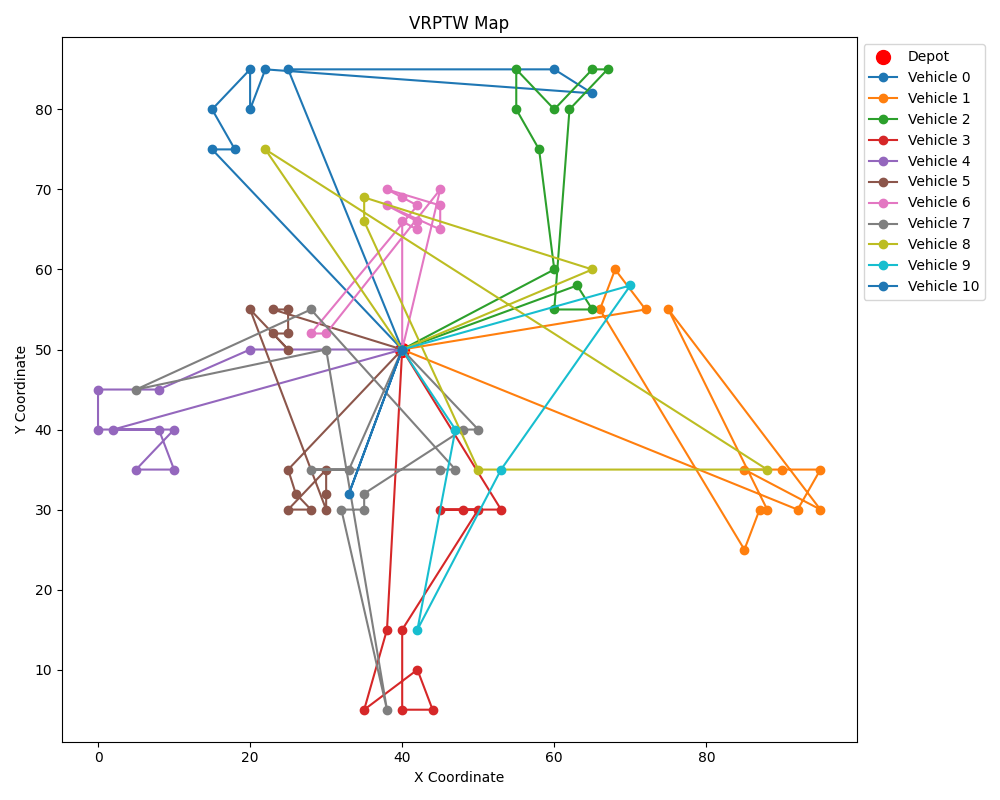 VRPTW Map
Y Coordinate
80
70
60
50
40
30
20
10
0
20
40
60
80
X Coordinate
Depot
Vehicle 0
Vehicle 1
Vehicle 2
Vehicle 3
Vehicle 4
Vehicle 5
Vehicle 6
Vehicle 7
Vehicle 8
Vehicle 9
Vehicle 10